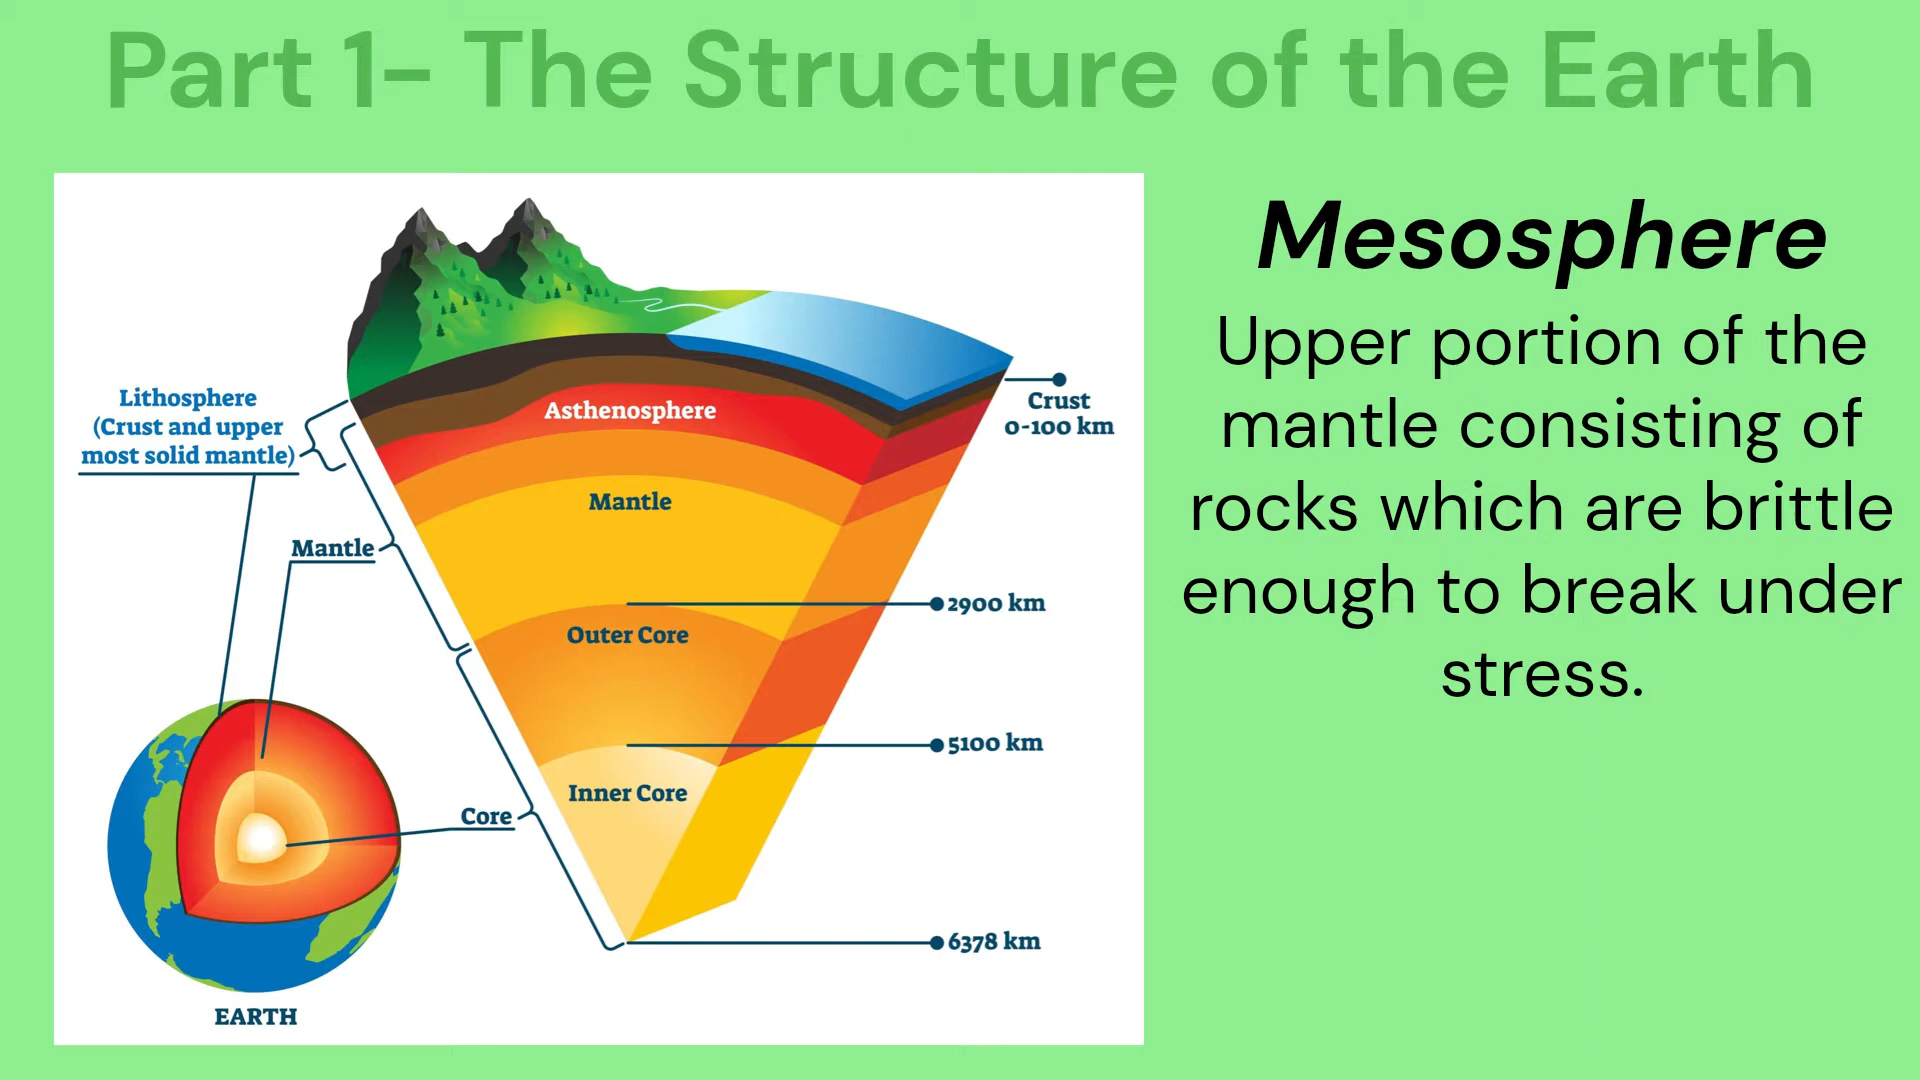 Part 1– The Structure of the Earth
Mesosphere
Upper portion of the
mantle consisting of
rocks which are brittle
enough to break under
stress.
Lithosphere
(Crust and upper
most solid mantle)
Asthenosphere
Crust
0-100 km
Mantle
Mantle
2900 km
Outer Core
5100 km
Inner Core
Core
6378 km
EARTH